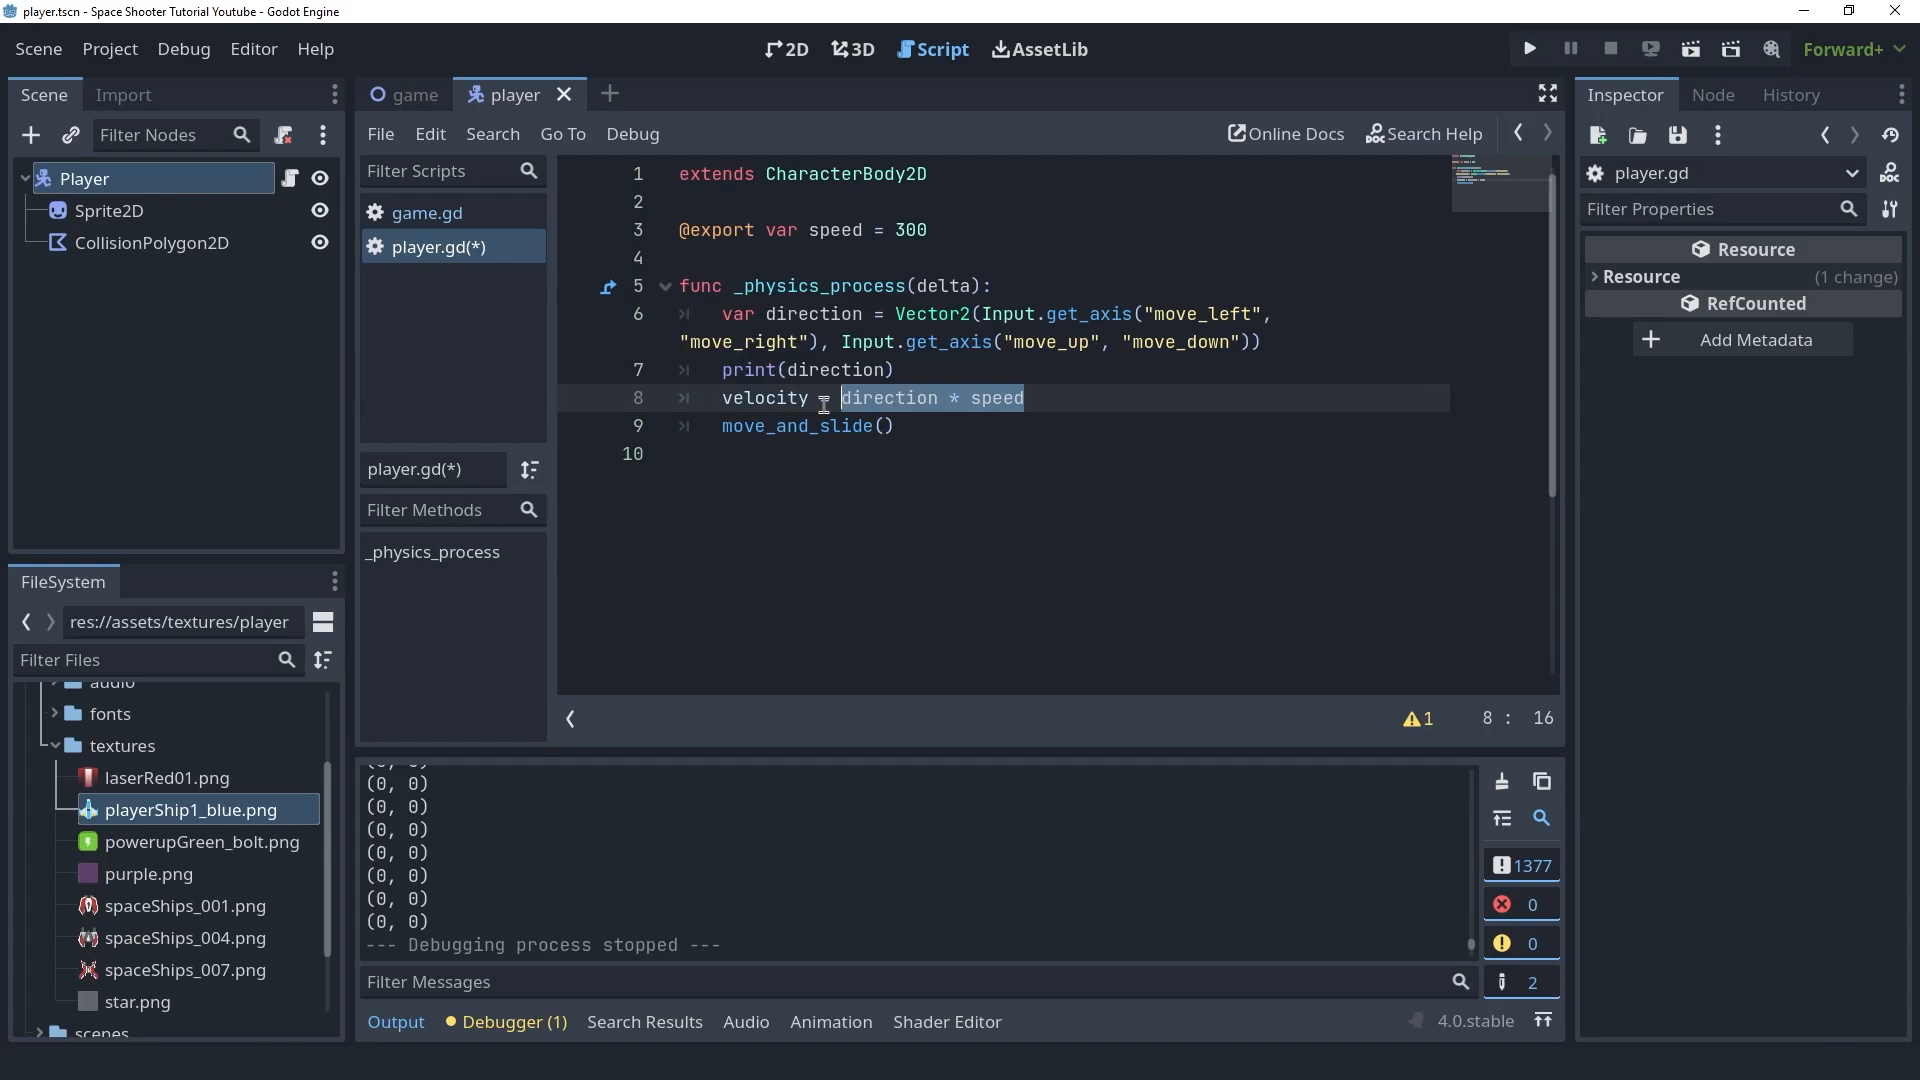 player.tscn - Space Shooter Tutorial Youtube - Godot Engine
Scene Project Debug Editor Help
2D 3D Script AssetLib
Forward+
Scene Import
Filter Nodes
Player
Sprite2D
CollisionPolygon2D
FileSystem
res://assets/textures/player
Filter Files
audio
fonts
textures
laserRed01.png
playerShip1_blue.png
powerupGreen_bolt.png
purple.png
spaceShips_001.png
spaceShips_004.png
spaceShips_007.png
star.png
scenes
game player
File Edit Search Go To Debug
Online Docs Search Help
Filter Scripts
game.gd
player.gd(*)
player.gd(*)
Filter Methods
_physics_process
1 extends CharacterBody2D
2
3 @export var speed = 300
4
5 func _physics_process(delta):
6 var direction = Vector2(Input.get_axis("move_left",
"move_right"), Input.get_axis("move_up", "move_down"))
7 print(direction)
8 velocity = direction * speed
9 move_and_slide()
10
1 8 : 16
(0, 0)
(0, 0)
(0, 0)
(0, 0)
(0, 0)
(0, 0)
(0, 0)
(0, 0)
--- Debugging process stopped ---
Filter Messages
1377
0
0
2
Output Debugger (1) Search Results Audio Animation Shader Editor
4.0.stable
Inspector Node History
player.gd
Filter Properties
Resource
Resource (1 change)
RefCounted
Add Metadata